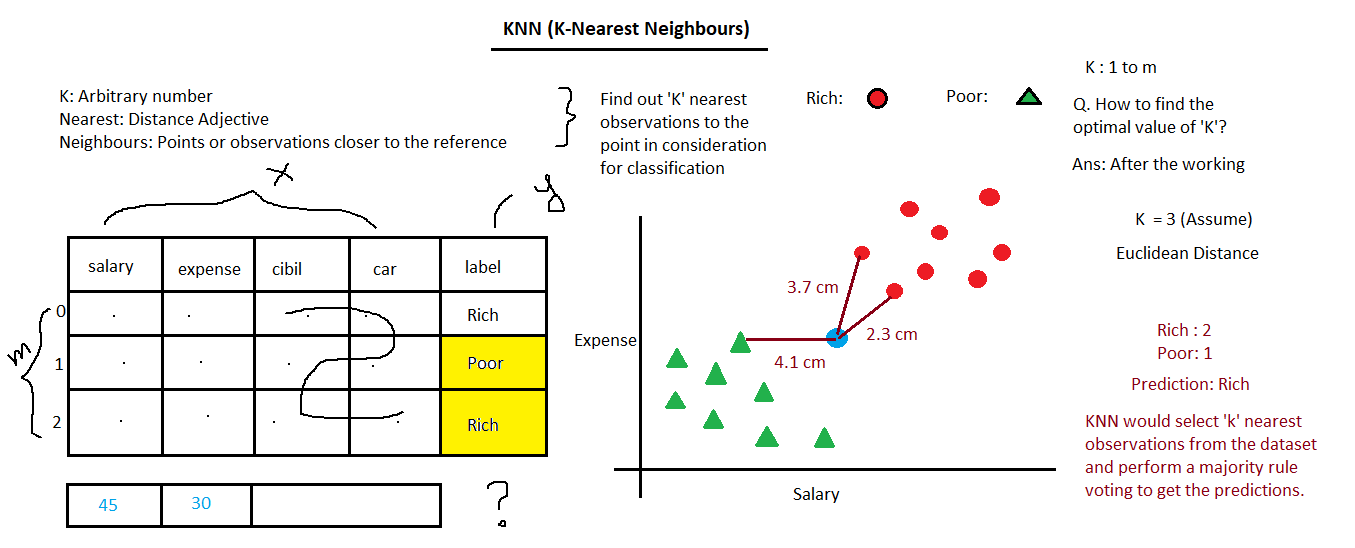 KNN (K-Nearest Neighbours)
K: Arbitrary number
Nearest: Distance Adjective
Neighbours: Points or observations closer to the reference
Find out 'K' nearest
observations to the
point in consideration
for classification
Rich:
Poor:
K : 1 to m
Q. How to find the
optimal value of 'K'?
Ans: After the working
K = 3 (Assume)
Euclidean Distance
x
y
salary expense cibil car label
0 Rich
1 Poor
2 Rich
m
45 30
?
3.7 cm
2.3 cm
4.1 cm
Expense
Salary
Rich : 2
Poor: 1
Prediction: Rich
KNN would select 'k' nearest
observations from the dataset
and perform a majority rule
voting to get the predictions.